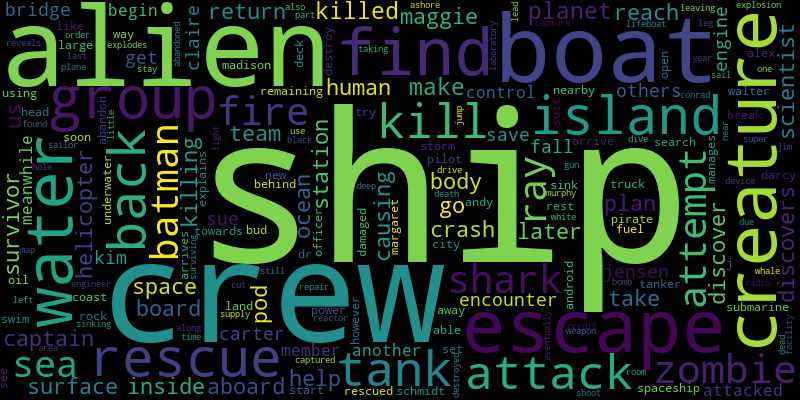 bridge
like
begin
alien
claire
return
killed
ashore
maggie
planet
reach
leaving
explosion
also
part
lead
lifeboat
leg
order
large
last
way
abandoned
get
explodes
plane
stay
madison
deck
destroy
find
laboratory
boat
engine
alex
sail
year
one
using
remaining
human
make
control
nearby
others
open
walter
conrad
scientist
us
group
fire
kill
island
suit
head
soon
found
abandon
little
batman
killing
team
light
use
black
try
storm
jump
save
arrive
fall
search
near
break
super
jim
creature
survivor
meanwhile
water
sailor
hole
helicopter
underwater
back
explains
new
behind
station
ship
pilot
drive
body
death
go
andy
deep
ray
gun
sink
murphy
rest
white
truck
pirate
fuel
attempt
manages
dive
device
darcy
discover
plan
discovers
oil
kim
sue
towards
bud
ocean
officer
causing
margaret
damaged
crash
city
later
due
whale
map
left
engineer
coast
arrives
surviving
dr
crew
space
still
pod
shark
jensen
bomb
tanker
submarine
radio
swim
rock
sinking
board
cut
supply
land
repair
power
reactor
however
away
able
encounter
android
weapon
credit
take
captain
area
along
time
carter
escape
eventually
dead
facility
sea
rescue
member
captured
another
set
tank
destroyed
attack
room
zombie
see
surface
inside
aboard
help
start
rescued
schmidt
shoot
spaceship
attacked
reveals
capture
taking
j